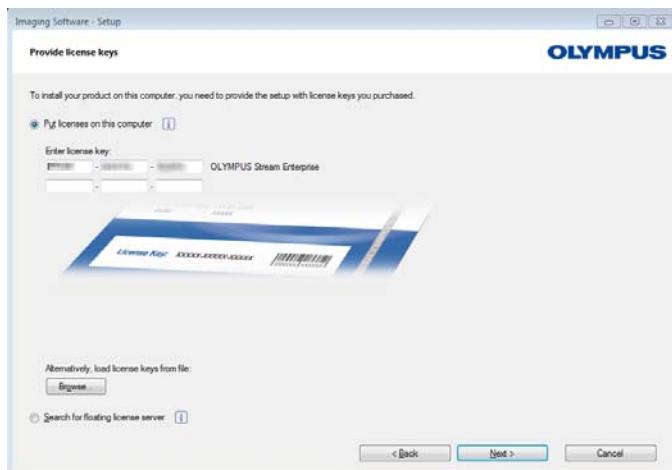 Imaging Software - Setup
Provide license keys
OLYMPUS
To install your product on this computer, you need to provide the setup with license keys you purchased.
Put licenses on this computer
Enter license key:
- - OLYMPUS Stream Enterprise
- -
License Key: XXXXX-XXXXX-XXXXX
Alternatively, load license keys from file:
Browse...
Search for floating license server
< Back Next > Cancel